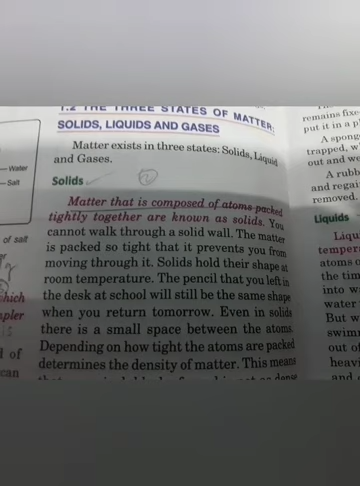 1.2 THE THREE STATES OF MATTER:
SOLIDS, LIQUIDS AND GASES
Matter exists in three states: Solids, Liquid
and Gases.
Solids
Matter that is composed of atoms packed
tightly together are known as solids. You
cannot walk through a solid wall. The matter
is packed so tight that it prevents you from
moving through it. Solids hold their shape at
room temperature. The pencil that you left in
the desk at school will still be the same shape
when you return tomorrow. Even in solids
there is a small space between the atoms.
Depending on how tight the atoms are packed
determines the density of matter. This means
Water
Salt
of salt
hich
of
can
remains fixe
put it in a p
A spong
trapped, w
out and w
A rubb
and regai
removed.
Liquids
Liqu
temper
atoms o
the tim
into w
water
But w
swim
out of
heavi
and